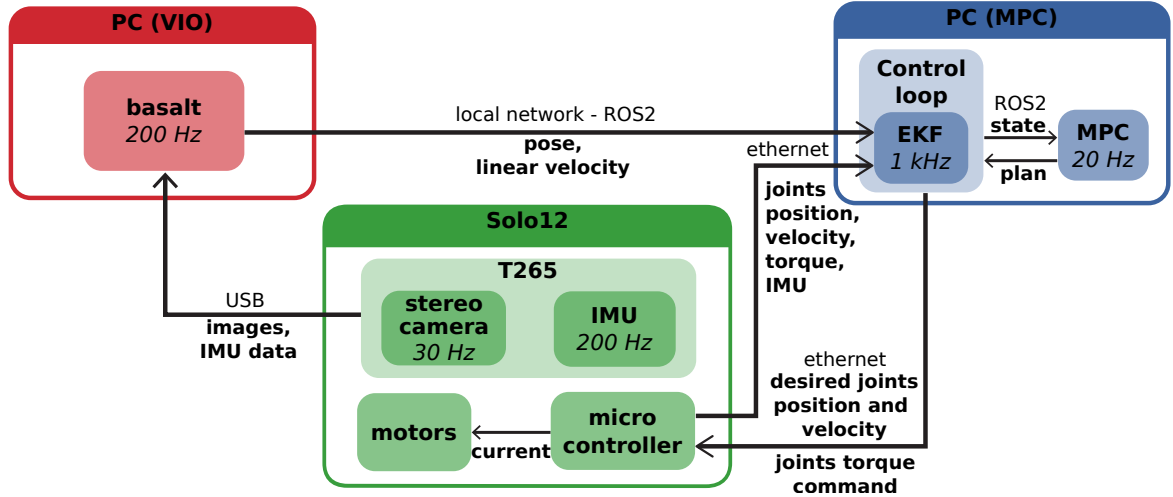 PC (VIO)
basalt
200 Hz
local network - ROS2
pose,
linear velocity
PC (MPC)
Control
loop
EKF
1 kHz
ROS2
state
plan
MPC
20 Hz
ethernet
joints
position,
velocity,
torque,
IMU
USB
images,
IMU data
Solo12
T265
stereo
camera
30 Hz
IMU
200 Hz
motors
current
micro
controller
ethernet
desired joints
position and
velocity
joints torque
command